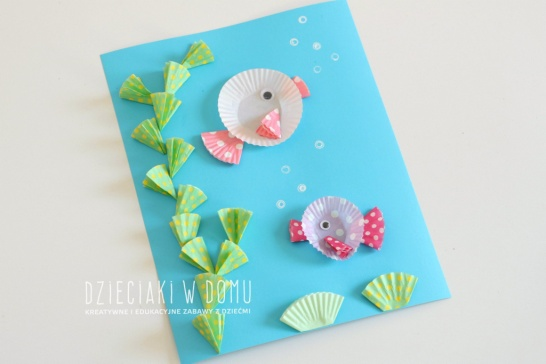 DZIECIAKI W DOMU
KREATYWNE I EDUKACYJNE ZABAWY Z DZIEĆMI